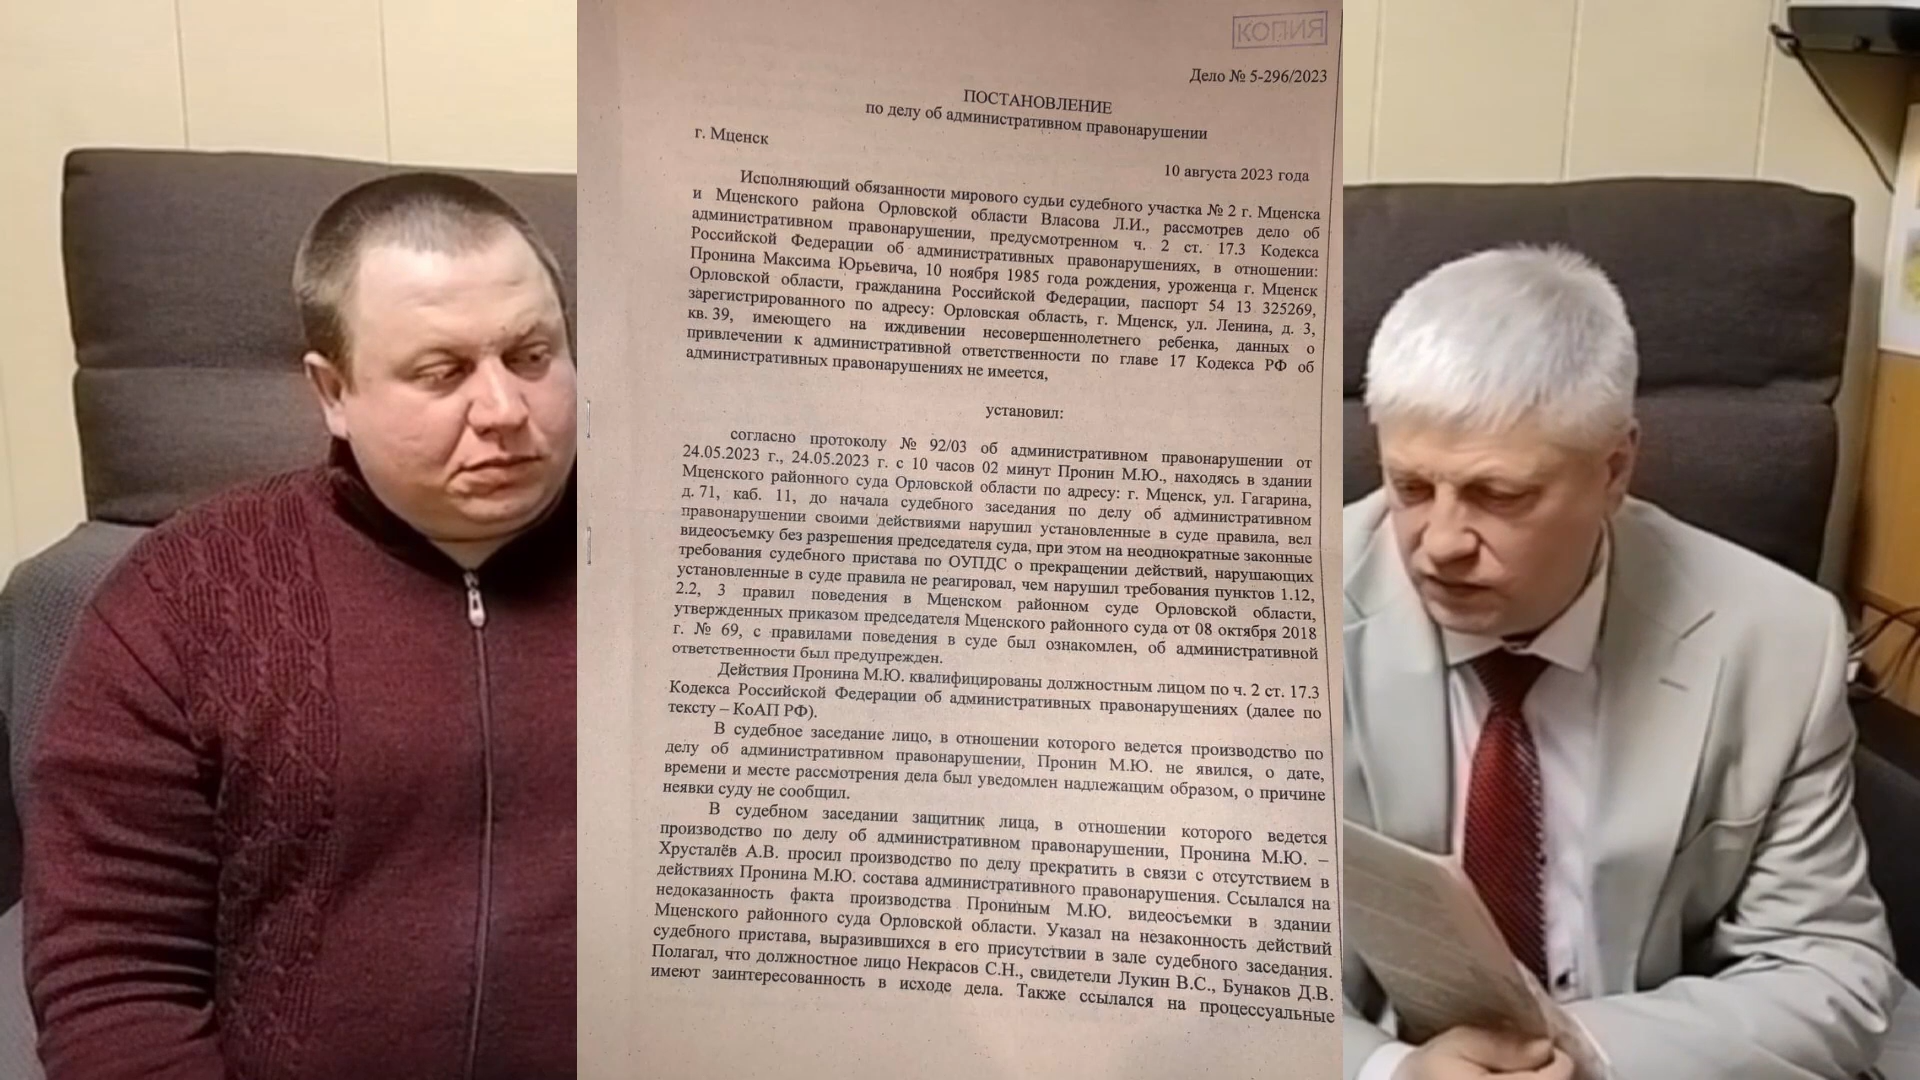 КОПИЯ
Дело № 5-296/2023
ПОСТАНОВЛЕНИЕ
по делу об административном правонарушении
г. Мценск
10 августа 2023 года
Исполняющий обязанности мирового судьи судебного участка № 2 г. Мценска
и Мценского района Орловской области Власова Л.И., рассмотрев дело об
административном правонарушении, предусмотренном ч. 2 ст. 17.3 Кодекса
Российской Федерации об административных правонарушениях, в отношении:
Пронина Максима Юрьевича, 10 ноября 1985 года рождения, уроженца г. Мценск
Орловской области, гражданина Российской Федерации, паспорт 54 13 325269,
зарегистрированного по адресу: Орловская область, г. Мценск, ул. Ленина, д. 3,
кв. 39, имеющего на иждивении несовершеннолетнего ребенка, данных о
привлечении к административной ответственности по главе 17 Кодекса РФ об
административных правонарушениях не имеется,
установил:
согласно протоколу № 92/03 об административном правонарушении от
24.05.2023 г., 24.05.2023 г. с 10 часов 02 минут Пронин М.Ю., находясь в здании
Мценского районного суда Орловской области по адресу: г. Мценск, ул. Гагарина,
д. 71, каб. 11, до начала судебного заседания по делу об административном
правонарушении своими действиями нарушил установленные в суде правила, вел
видеосъемку без разрешения председателя суда, при этом на неоднократные законные
требования судебного пристава по ОУПДС о прекращении действий, нарушающих
установленные в суде правила не реагировал, чем нарушил требования пунктов 1.12,
2.2, 3 правил поведения в Мценском районном суде Орловской области,
утвержденных приказом председателя Мценского районного суда от 08 октября 2018
г. № 69, с правилами поведения в суде был ознакомлен, об административной
ответственности был предупрежден.
Действия Пронина М.Ю. квалифицированы должностным лицом по ч. 2 ст. 17.3
Кодекса Российской Федерации об административных правонарушениях (далее по
тексту – КоАП РФ).
В судебное заседание лицо, в отношении которого ведется производство по
делу об административном правонарушении, Пронин М.Ю. не явился, о дате,
времени и месте рассмотрения дела был уведомлен надлежащим образом, о причине
неявки суду не сообщил.
В судебном заседании защитник лица, в отношении которого ведется
производство по делу об административном правонарушении, Пронина М.Ю. –
Хрусталёв А.В. просил производство по делу прекратить в связи с отсутствием в
действиях Пронина М.Ю. состава административного правонарушения. Ссылался на
недоказанность факта производства Прониным М.Ю. видеосъемки в здании
Мценского районного суда Орловской области. Указал на незаконность действий
судебного пристава, выразившихся в его присутствии в зале судебного заседания.
Полагал, что должностное лицо Некрасов С.Н., свидетели Лукин В.С., Бунаков Д.В.
имеют заинтересованность в исходе дела. Также ссылался на процессуальные